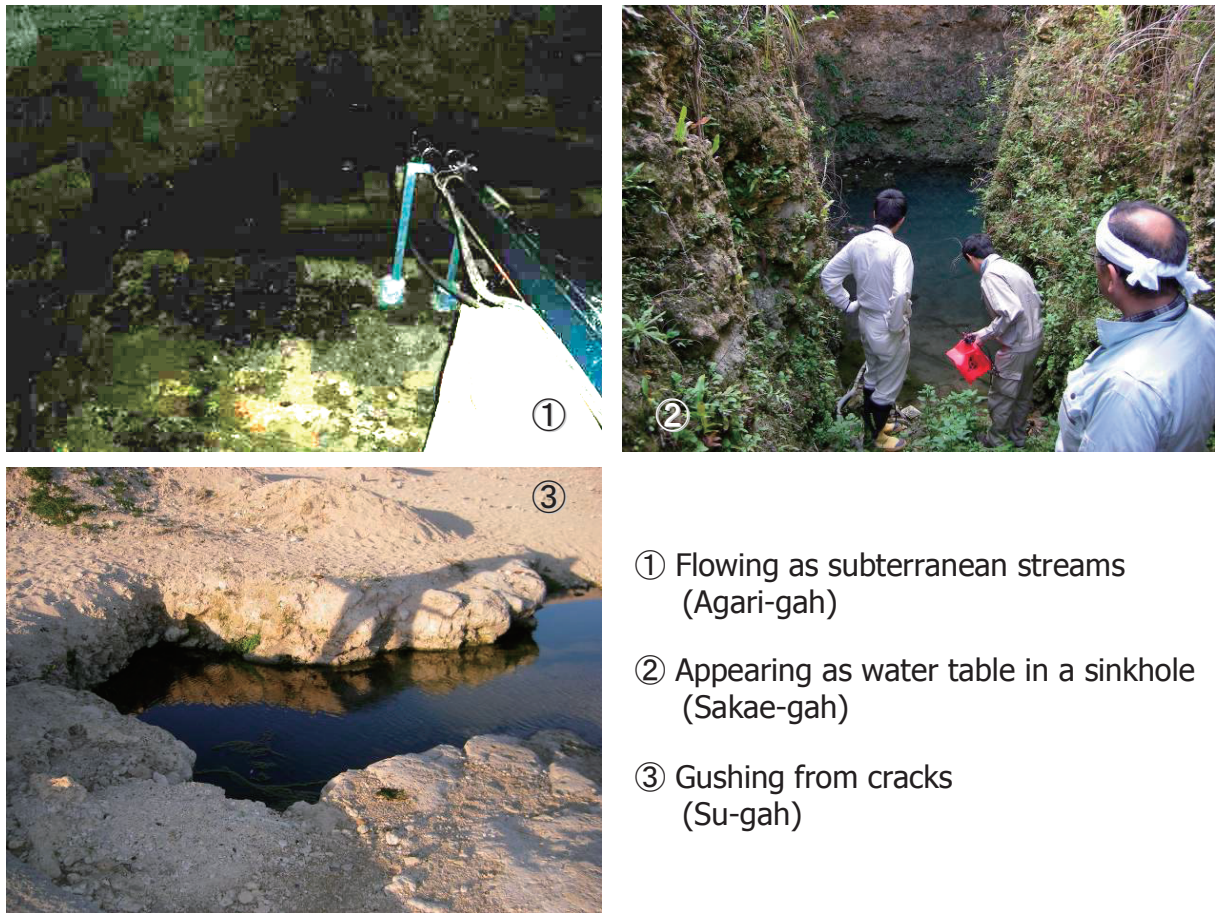 ①
②
③
① Flowing as subterranean streams
(Agari-gah)
② Appearing as water table in a sinkhole
(Sakae-gah)
③ Gushing from cracks
(Su-gah)